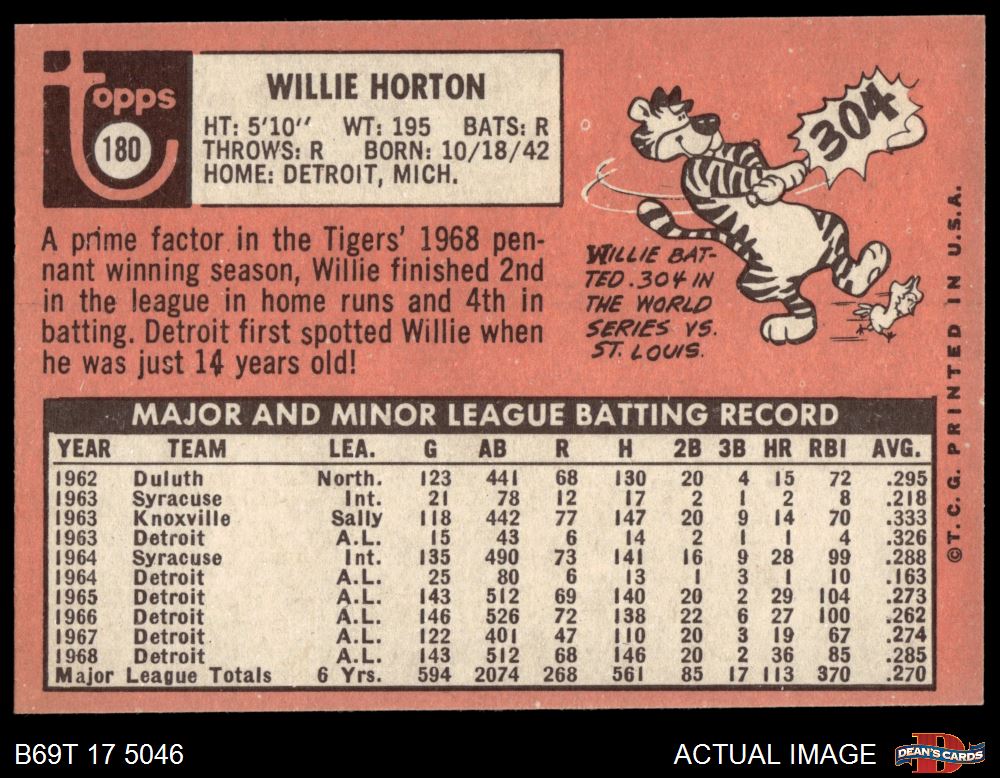 topps
180
WILLIE HORTON
HT: 5'10" WT: 195 BATS: R
THROWS: R BORN: 10/18/42
HOME: DETROIT, MICH.
304
A prime factor in the Tigers' 1968 pen-
nant winning season, Willie finished 2nd
in the league in home runs and 4th in
batting. Detroit first spotted Willie when
he was just 14 years old!
WILLIE BAT-
TED .304 IN
THE WORLD
SERIES VS.
ST. LOUIS.
MAJOR AND MINOR LEAGUE BATTING RECORD
YEAR TEAM LEA. G AB R H 2B 3B HR RBI AVG.
1962 Duluth North. 123 441 68 130 20 4 15 72 .295
1963 Syracuse Int. 21 78 12 17 2 1 2 8 .218
1963 Knoxville Sally 118 442 77 147 20 9 14 70 .333
1963 Detroit A.L. 15 43 6 14 2 1 1 4 .326
1964 Syracuse Int. 135 490 73 141 16 9 28 99 .288
1964 Detroit A.L. 25 80 6 13 1 3 1 10 .163
1965 Detroit A.L. 143 512 69 140 20 2 29 104 .273
1966 Detroit A.L. 146 526 72 138 22 6 27 100 .262
1967 Detroit A.L. 122 401 47 110 20 3 19 67 .274
1968 Detroit A.L. 143 512 68 146 20 2 36 85 .285
Major League Totals 6 Yrs. 594 2074 268 561 85 17 113 370 .270
© T. C. G. PRINTED IN U.S.A.
B69T 17 5046
ACTUAL IMAGE
D
DEAN'S CARDS